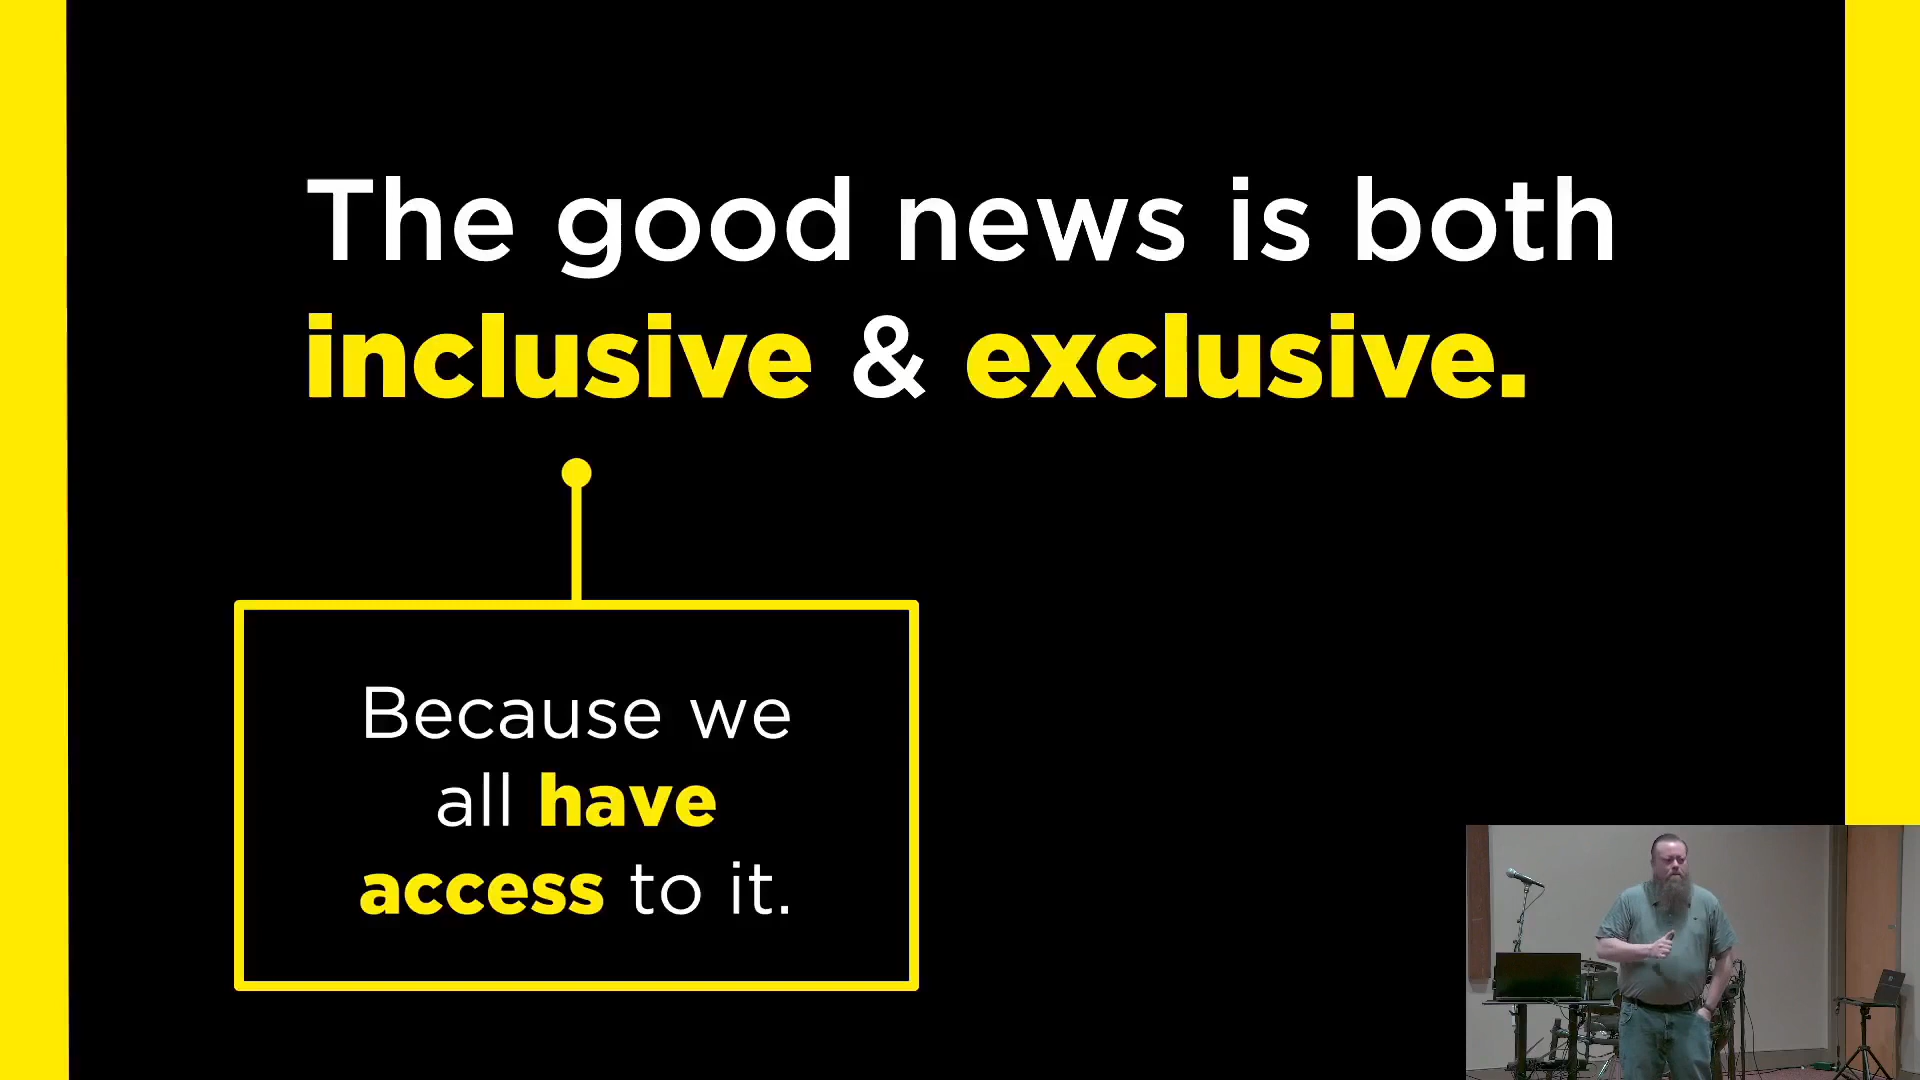 The good news is both
inclusive & exclusive.
Because we
all have
access to it.